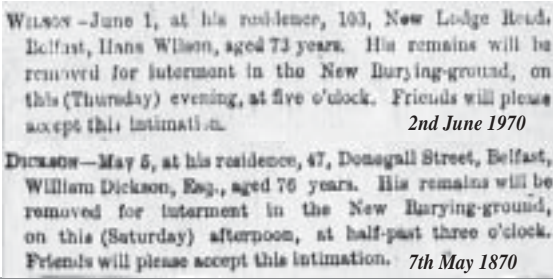 WILSON—June 1, at his residence, 103, New Lodge Road,
Belfast, Hans Wilson, aged 73 years. His remains will be
removed for interment in the New Burying-ground, on
this (Thursday) evening, at five o'clock. Friends will please
accept this intimation.
2nd June 1970
DICKSON—May 5, at his residence, 47, Donegall Street, Belfast,
William Dickson, Esq., aged 76 years. His remains will be
removed for interment in the New Burying-ground,
on this (Saturday) afternoon, at half-past three o'clock.
Friends will please accept this intimation.
7th May 1870